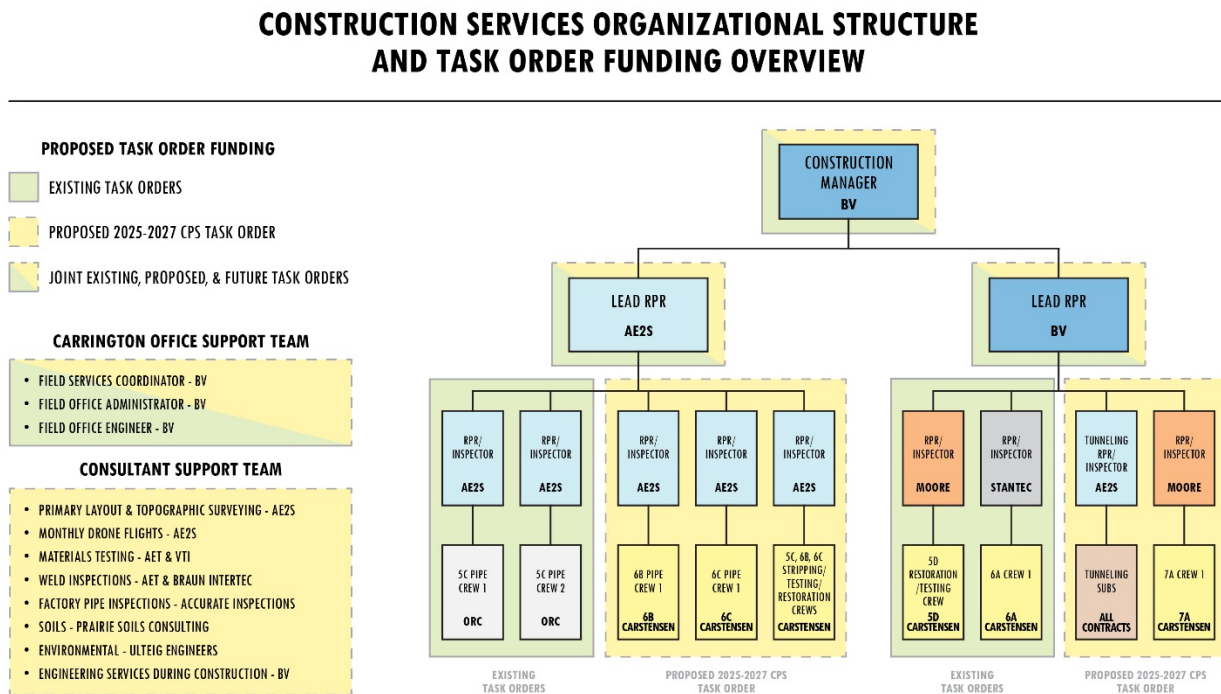 CONSTRUCTION SERVICES ORGANIZATIONAL STRUCTURE
AND TASK ORDER FUNDING OVERVIEW
PROPOSED TASK ORDER FUNDING
EXISTING TASK ORDERS
PROPOSED 2025-2027 CPS TASK ORDER
JOINT EXISTING, PROPOSED, & FUTURE TASK ORDERS
CARRINGTON OFFICE SUPPORT TEAM
• FIELD SERVICES COORDINATOR - BV
• FIELD OFFICE ADMINISTRATOR - BV
• FIELD OFFICE ENGINEER - BV
CONSULTANT SUPPORT TEAM
• PRIMARY LAYOUT & TOPOGRAPHIC SURVEYING - AE2S
• MONTHLY DRONE FLIGHTS - AE2S
• MATERIALS TESTING - AET & VTI
• WELD INSPECTIONS - AET & BRAUN INTERTEC
• FACTORY PIPE INSPECTIONS - ACCURATE INSPECTIONS
• SOILS - PRAIRIE SOILS CONSULTING
• ENVIRONMENTAL - ULTEIG ENGINEERS
• ENGINEERING SERVICES DURING CONSTRUCTION - BV
CONSTRUCTION
MANAGER
BV
LEAD RPR
AE2S
LEAD RPR
BV
RPR/
INSPECTOR
AE2S
RPR/
INSPECTOR
AE2S
RPR/
INSPECTOR
AE2S
RPR/
INSPECTOR
AE2S
RPR/
INSPECTOR
AE2S
RPR/
INSPECTOR
MOORE
RPR/
INSPECTOR
STANTEC
TUNNELING
RPR/
INSPECTOR
AE2S
RPR/
INSPECTOR
MOORE
5C PIPE
CREW 1
ORC
5C PIPE
CREW 2
ORC
6B PIPE
CREW 1
6B
CARSTENSEN
6C PIPE
CREW 1
6C
CARSTENSEN
5C, 6B, 6C
STRIPPING/
TESTING/
RESTORATION
CREWS
CARSTENSEN
5D
RESTORATION
/TESTING
CREW
5D
CARSTENSEN
6A CREW 1
6A
CARSTENSEN
TUNNELING
SUBS
ALL
CONTRACTS
7A CREW 1
7A
CARSTENSEN
EXISTING
TASK ORDERS
PROPOSED 2025-2027 CPS
TASK ORDER
EXISTING
TASK ORDERS
PROPOSED 2025-2027 CPS
TASK ORDER